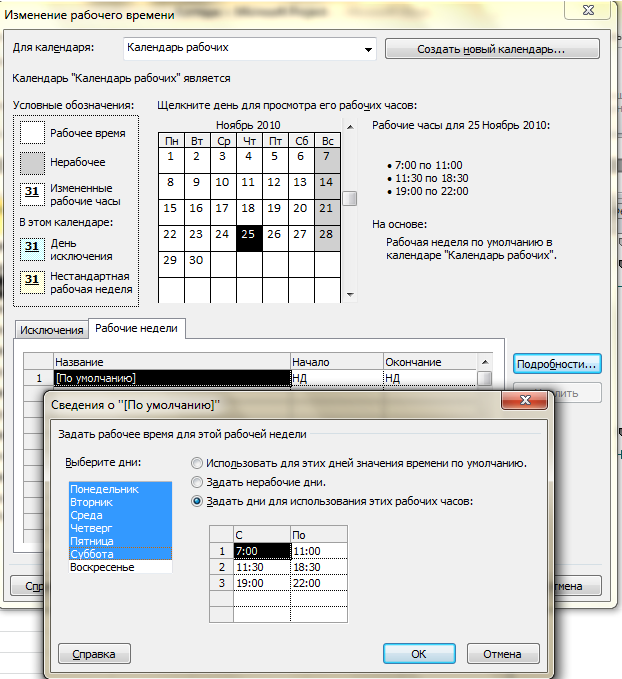 Изменение рабочего времени
Для календаря: Календарь рабочих Создать новый календарь...
Календарь "Календарь рабочих" является
Условные обозначения: Щелкните день для просмотра его рабочих часов:
Рабочее время
Нерабочее
31 Измененные
рабочие часы
В этом календаре:
31 День
исключения
31 Нестандартная
рабочая неделя
Ноябрь 2010
Пн Вт Ср Чт Пт Сб Вс
1 2 3 4 5 6 7
8 9 10 11 12 13 14
15 16 17 18 19 20 21
22 23 24 25 26 27 28
29 30
Рабочие часы для 25 Ноябрь 2010:
• 7:00 по 11:00
• 11:30 по 18:30
• 19:00 по 22:00
На основе:
Рабочая неделя по умолчанию в
календаре "Календарь рабочих".
Исключения Рабочие недели
Название Начало Окончание
1 [По умолчанию] НД НД
Подробности...
Сведения о "[По умолчанию]"
Задать рабочее время для этой рабочей недели
Выберите дни:
Понедельник
Вторник
Среда
Четверг
Пятница
Суббота
Воскресенье
Использовать для этих дней значения времени по умолчанию.
Задать нерабочие дни.
Задать дни для использования этих рабочих часов:
С По
1 7:00 11:00
2 11:30 18:30
3 19:00 22:00
Справка ОК Отмена